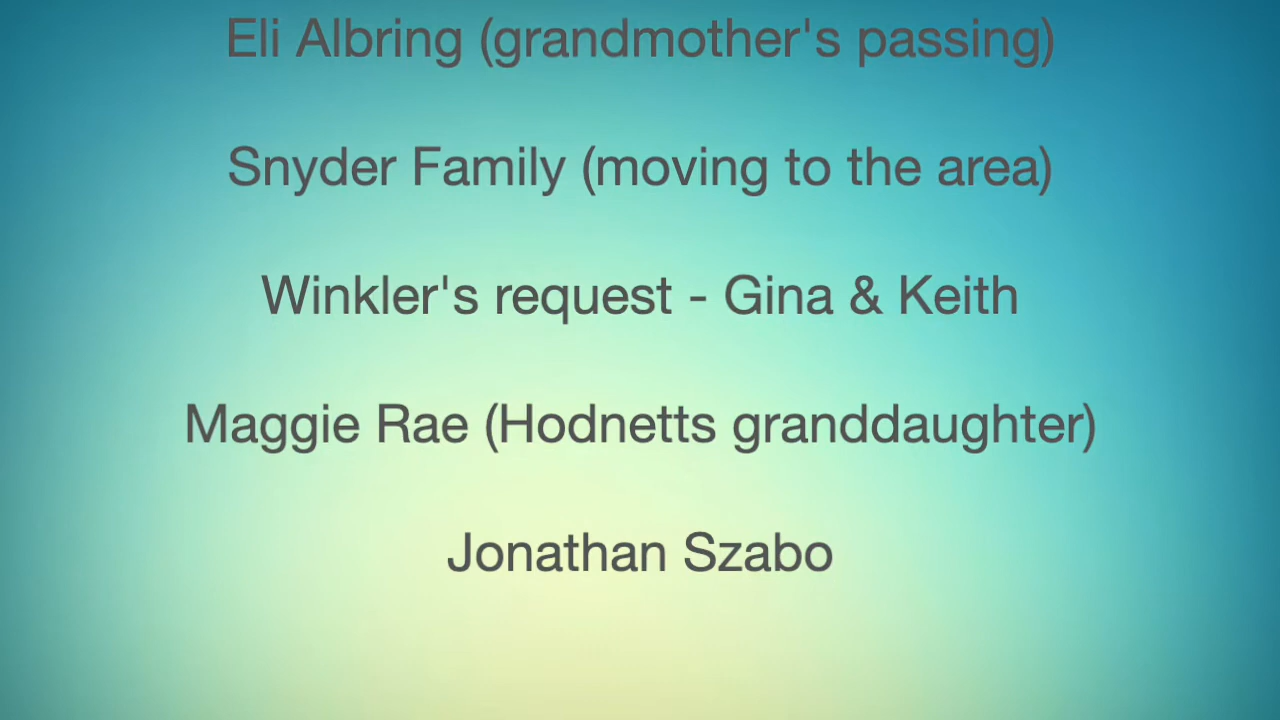 Eli Albring (grandmother's passing)
Snyder Family (moving to the area)
Winkler's request - Gina & Keith
Maggie Rae (Hodnetts granddaughter)
Jonathan Szabo